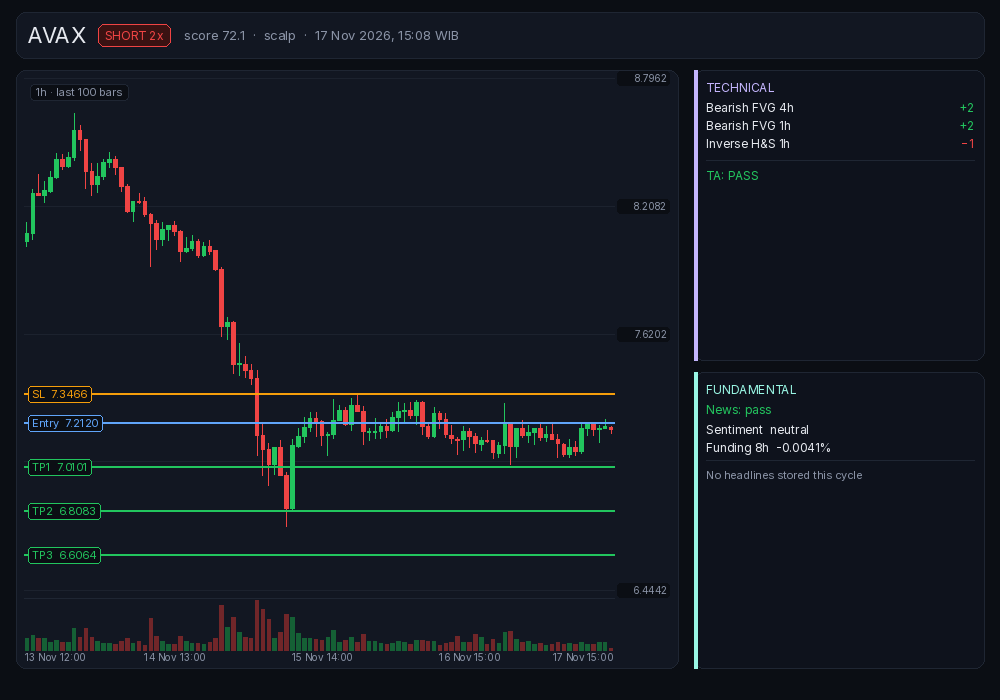 AVAX SHORT 2x score 72.1 · scalp · 17 Nov 2026, 15:08 WIB
1h · last 100 bars
8.7962
8.2082
7.6202
SL 7.3466
Entry 7.2120
TP1 7.0101
TP2 6.8083
TP3 6.6064
6.4442
13 Nov 12:00 14 Nov 13:00 15 Nov 14:00 16 Nov 15:00 17 Nov 15:00
TECHNICAL
Bearish FVG 4h +2
Bearish FVG 1h +2
Inverse H&S 1h −1
TA: PASS
FUNDAMENTAL
News: pass
Sentiment neutral
Funding 8h -0.0041%
No headlines stored this cycle